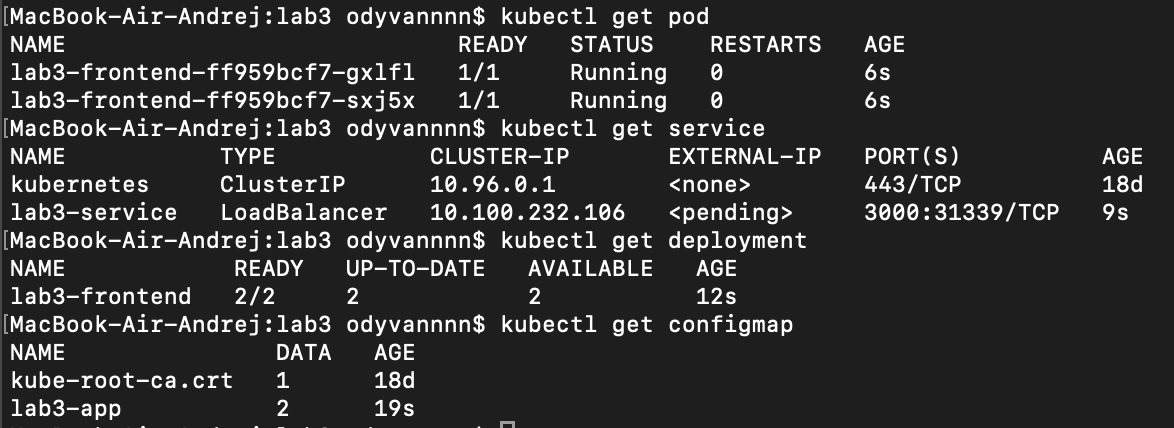 [MacBook-Air-Andrej:lab3 odyvannnn$ kubectl get pod
NAME READY STATUS RESTARTS AGE
lab3-frontend-ff959bcf7-gxlfl 1/1 Running 0 6s
lab3-frontend-ff959bcf7-sxj5x 1/1 Running 0 6s
[MacBook-Air-Andrej:lab3 odyvannnn$ kubectl get service
NAME TYPE CLUSTER-IP EXTERNAL-IP PORT(S) AGE
kubernetes ClusterIP 10.96.0.1 <none> 443/TCP 18d
lab3-service LoadBalancer 10.100.232.106 <pending> 3000:31339/TCP 9s
[MacBook-Air-Andrej:lab3 odyvannnn$ kubectl get deployment
NAME READY UP-TO-DATE AVAILABLE AGE
lab3-frontend 2/2 2 2 12s
[MacBook-Air-Andrej:lab3 odyvannnn$ kubectl get configmap
NAME DATA AGE
kube-root-ca.crt 1 18d
lab3-app 2 19s